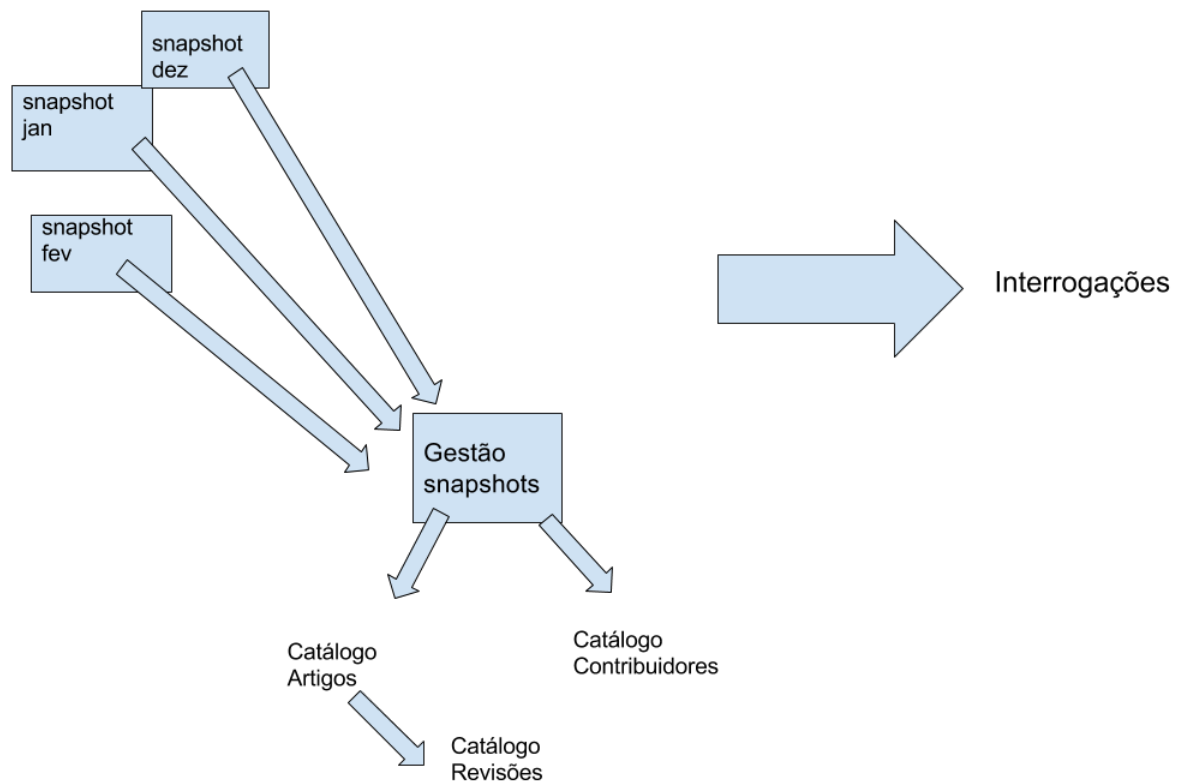 snapshot
dez
snapshot
jan
snapshot
fev
Interrogações
Gestão
snapshots
Catálogo
Artigos
Catálogo
Contribuidores
Catálogo
Revisões